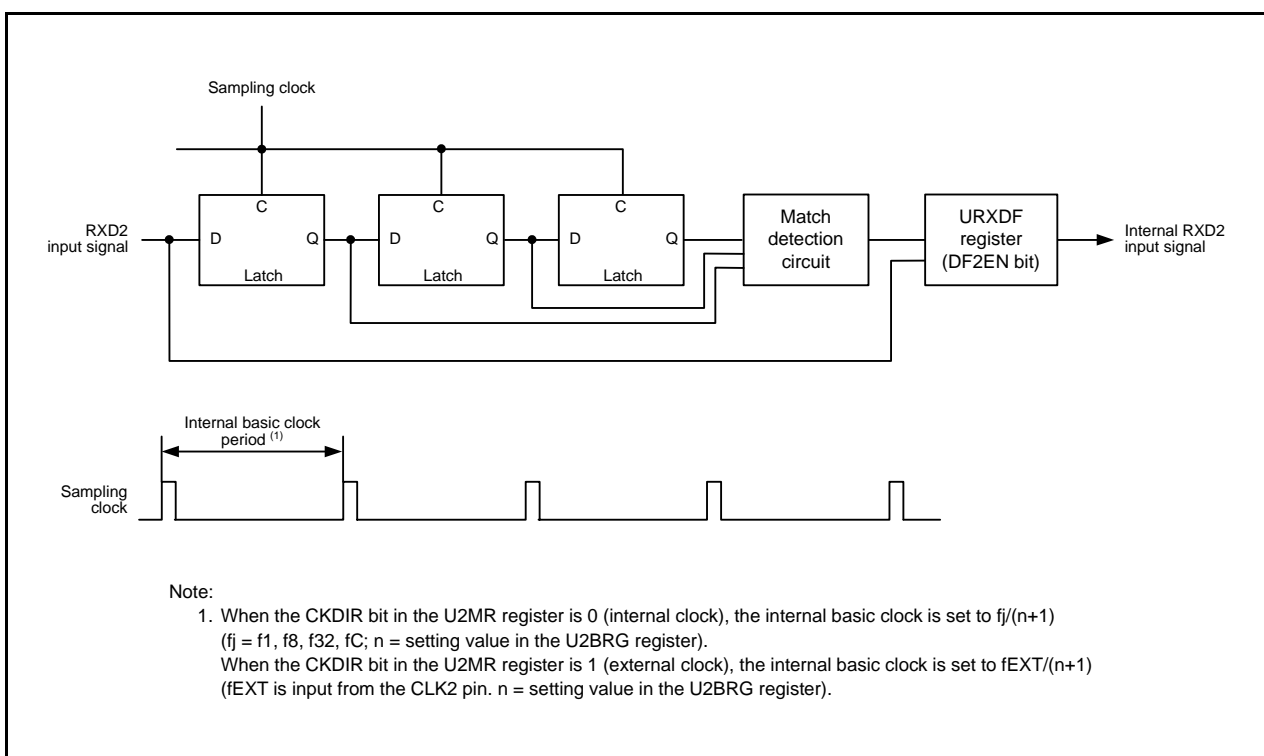 Sampling clock
C
C
C
RXD2
input signal
D
Q
D
Q
D
Q
Latch
Latch
Latch
Match
detection
circuit
URXDF
register
(DF2EN bit)
Internal RXD2
input signal
Internal basic clock
period (1)
Sampling
clock
Note:
1. When the CKDIR bit in the U2MR register is 0 (internal clock), the internal basic clock is set to fj/(n+1)
(fj = f1, f8, f32, fC; n = setting value in the U2BRG register).
When the CKDIR bit in the U2MR register is 1 (external clock), the internal basic clock is set to fEXT/(n+1)
(fEXT is input from the CLK2 pin. n = setting value in the U2BRG register).